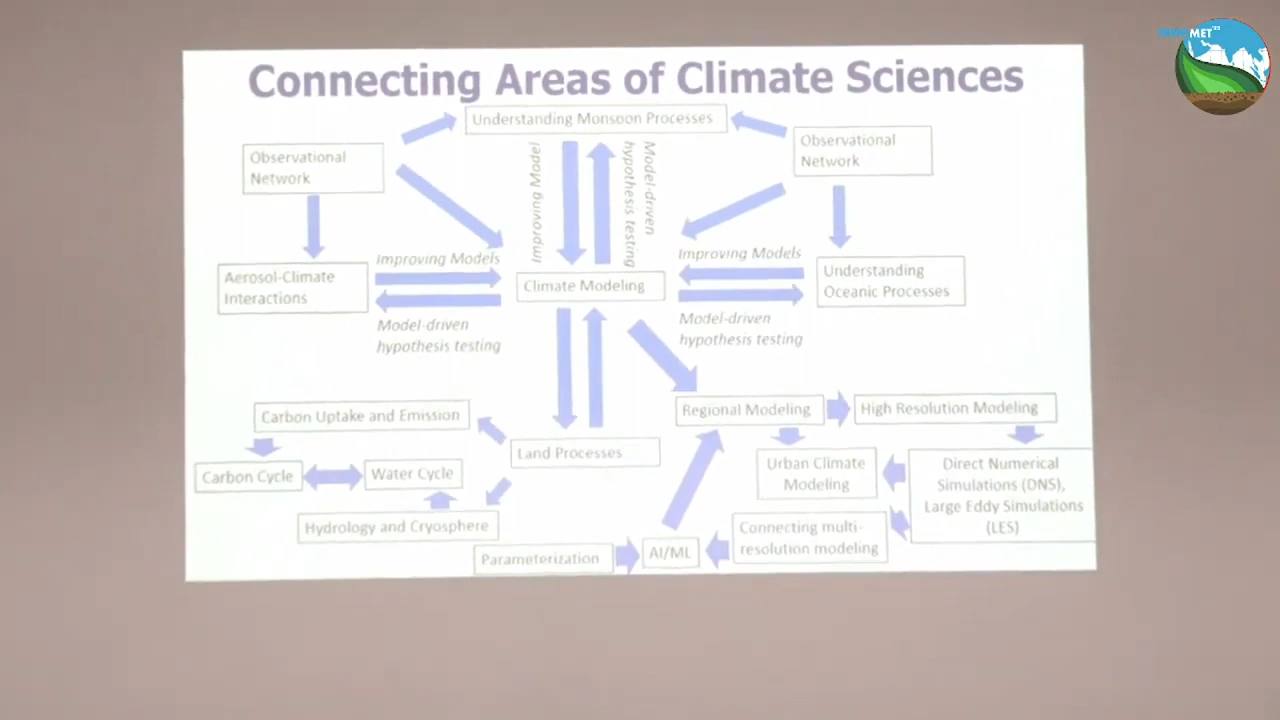 MET'22
Connecting Areas of Climate Sciences
Understanding Monsoon Processes
Observational
Network
Observational
Network
Improving Model
Model-driven
hypothesis testing
Improving Models
Improving Models
Aerosol-Climate
Interactions
Climate Modeling
Understanding
Oceanic Processes
Model-driven
hypothesis testing
Model-driven
hypothesis testing
Carbon Uptake and Emission
Regional Modeling
High Resolution Modeling
Land Processes
Carbon Cycle
Water Cycle
Urban Climate
Modeling
Direct Numerical
Simulations (DNS),
Large Eddy Simulations
(LES)
Hydrology and Cryosphere
Connecting multi-
resolution modeling
Parameterization
AI/ML